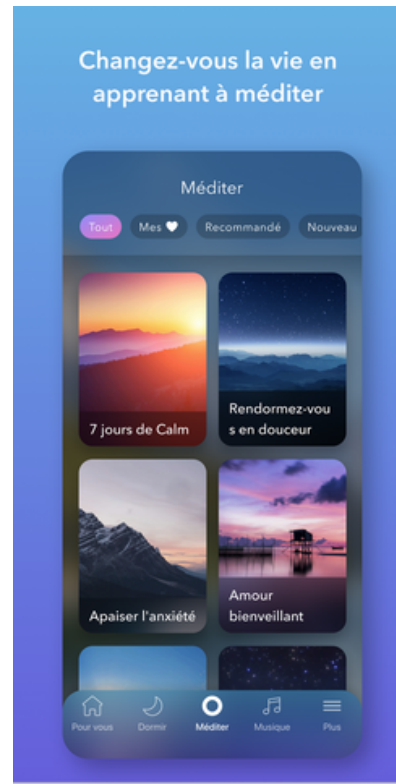 Changez-vous la vie en
apprenant à méditer
Méditer
Tout Mes Recommandé Nouveau
7 jours de Calm
Rendormez-vou
s en douceur
Apaiser l'anxiété
Amour
bienveillant
Pour vous Dormir Méditer Musique Plus